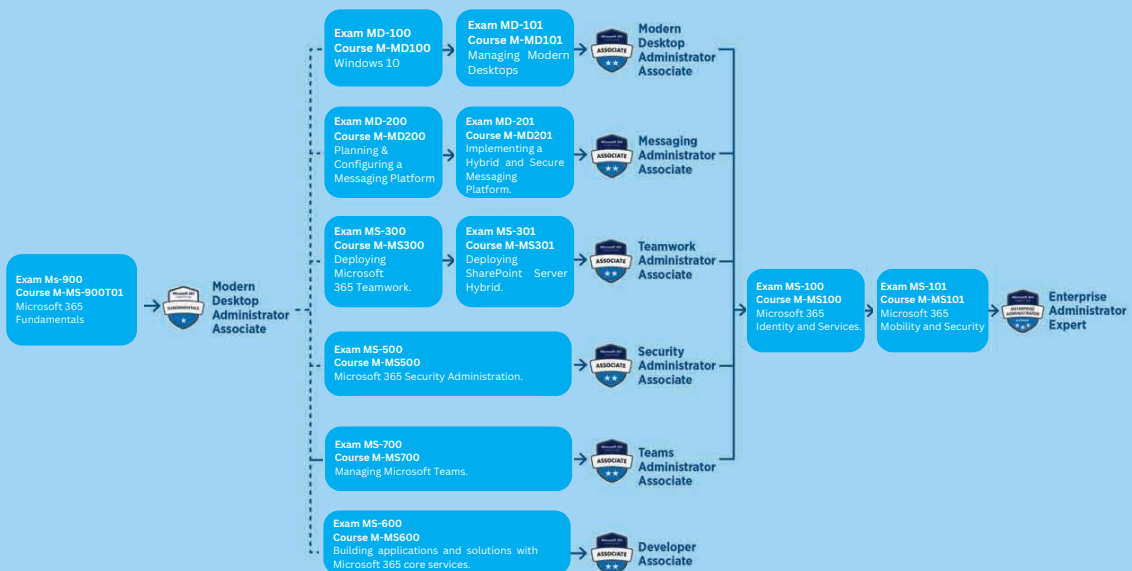 Exam Ms-900
Course M-MS-900T01
Microsoft 365
Fundamentals
FUNDAMENTALS
Modern
Desktop
Administrator
Associate
Exam MD-100
Course M-MD100
Windows 10
Exam MD-101
Course M-MD101
Managing Modern
Desktops
ASSOCIATE
Modern
Desktop
Administrator
Associate
Exam MD-200
Course M-MD200
Planning &
Configuring a
Messaging Platform
Exam MD-201
Course M-MD201
Implementing a
Hybrid and Secure
Messaging
Platform.
ASSOCIATE
Messaging
Administrator
Associate
Exam MS-300
Course M-MS300
Deploying
Microsoft
365 Teamwork.
Exam MS-301
Course M-MS301
Deploying
SharePoint Server
Hybrid.
ASSOCIATE
Teamwork
Administrator
Associate
Exam MS-500
Course M-MS500
Microsoft 365 Security Administration.
ASSOCIATE
Security
Administrator
Associate
Exam MS-700
Course M-MS700
Managing Microsoft Teams.
ASSOCIATE
Teams
Administrator
Associate
Exam MS-600
Course M-MS600
Building applications and solutions with
Microsoft 365 core services.
ASSOCIATE
Developer
Associate
Exam MS-100
Course M-MS100
Microsoft 365
Identity and Services.
Exam MS-101
Course M-MS101
Microsoft 365
Mobility and Security
Enterprise
Administrator
Expert